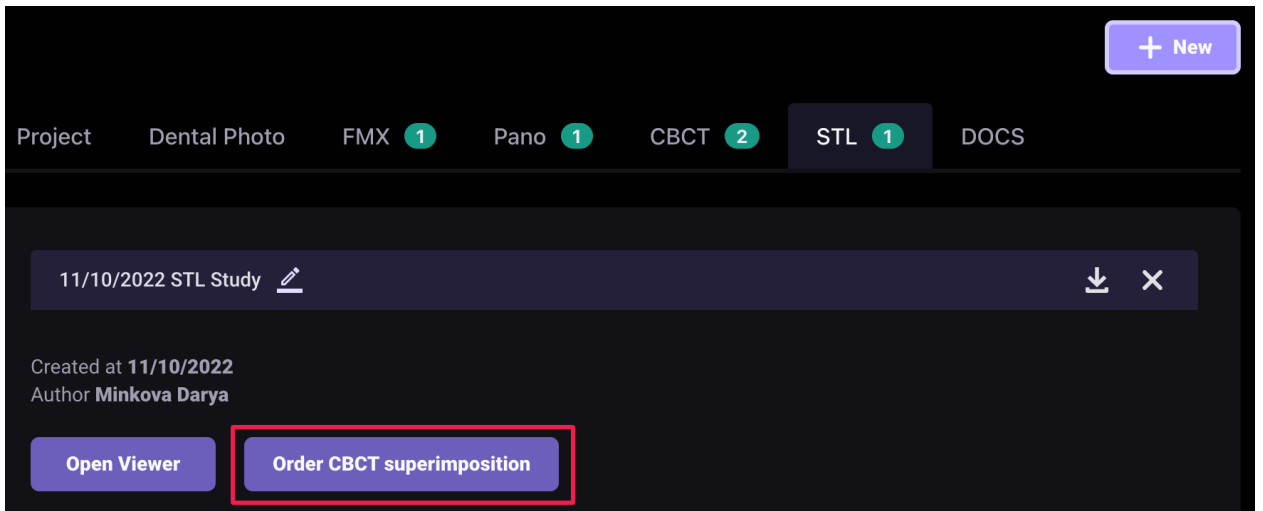 + New
Project Dental Photo FMX 1 Pano 1 CBCT 2 STL 1 DOCS
11/10/2022 STL Study
Created at 11/10/2022
Author Minkova Darya
Open Viewer Order CBCT superimposition